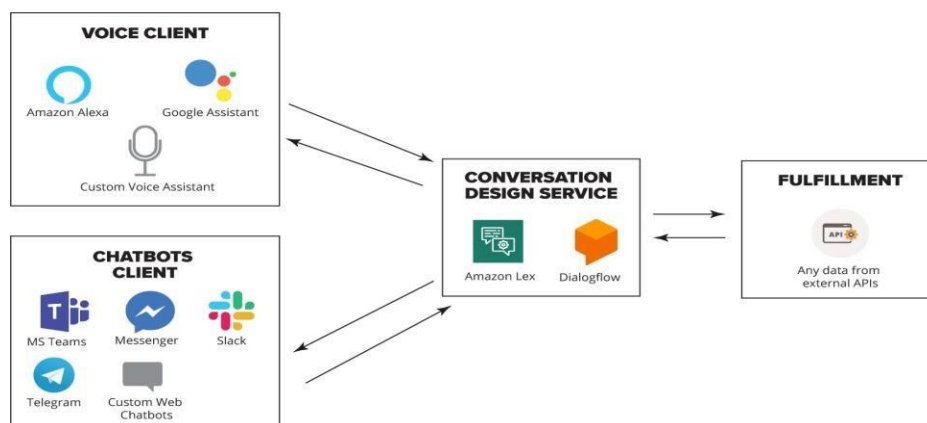 VOICE CLIENT
Amazon Alexa
Google Assistant
Custom Voice Assistant
CHATBOTS
CLIENT
T
MS Teams
Messenger
Slack
Telegram
Custom Web
Chatbots
CONVERSATION
DESIGN SERVICE
Amazon Lex
Dialogflow
FULFILLMENT
API
Any data from
external APIs